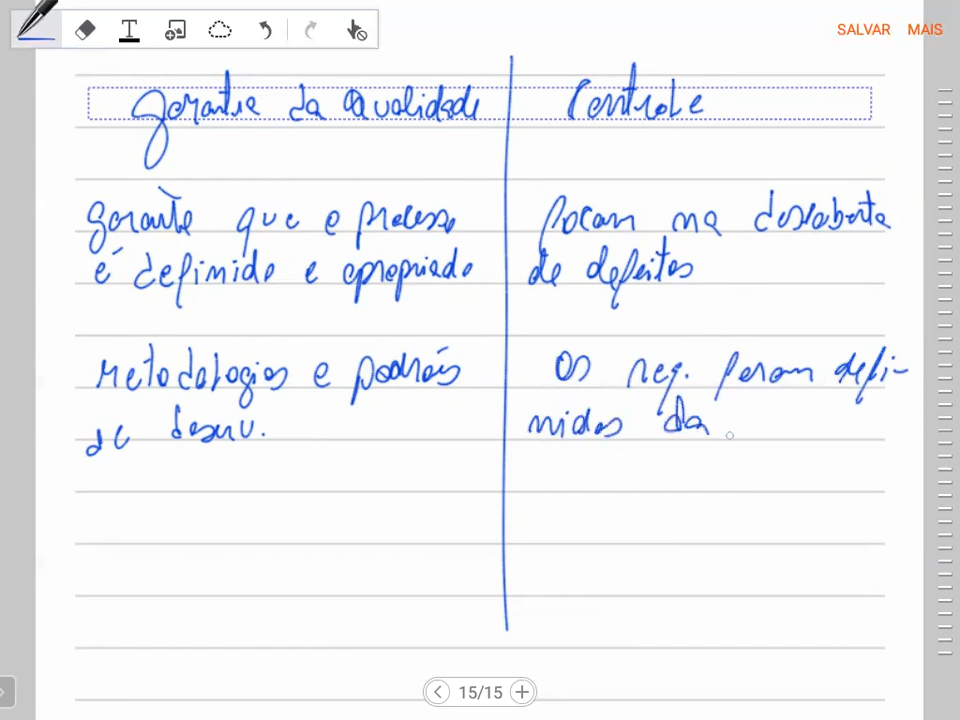 SALVAR MAIS
Garantia da Qualidade
Controle
garante que o processo
é definido e apropriado
Focam na descoberta
de defeitos
metodologias e padrões
de desenv.
Os req. foram defi-
nidos da
15/15